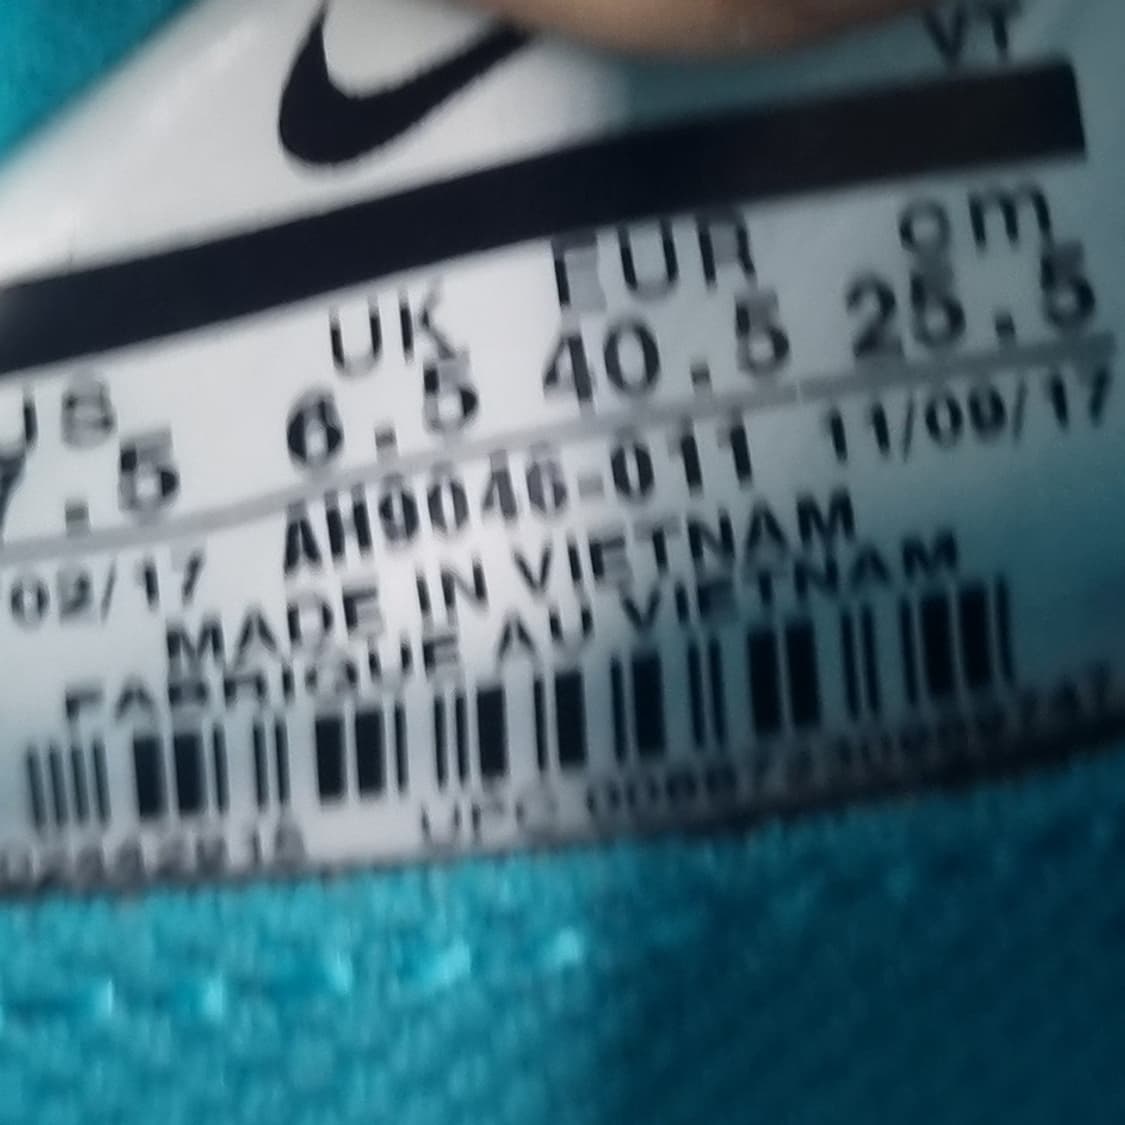 VT
US UK EUR cm
7.5 6.5 40.5 25.5
02/17 AH9046-011 11/09/17
MADE IN VIETNAM
FABRIQUE AU VIETNAM
UPC